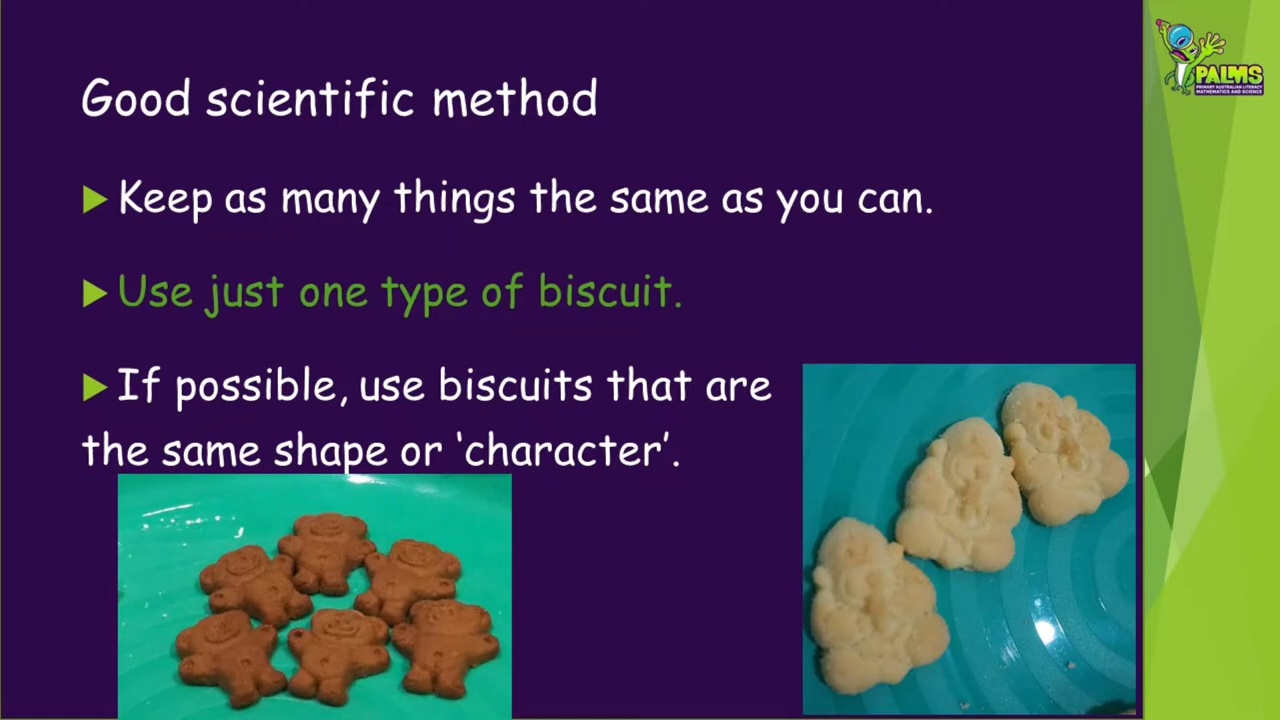 Good scientific method
Keep as many things the same as you can.
Use just one type of biscuit.
If possible, use biscuits that are
the same shape or ‘character’.
PALMS
PRIMARY AUSTRALIAN LITERACY
MATHEMATICS AND SCIENCE